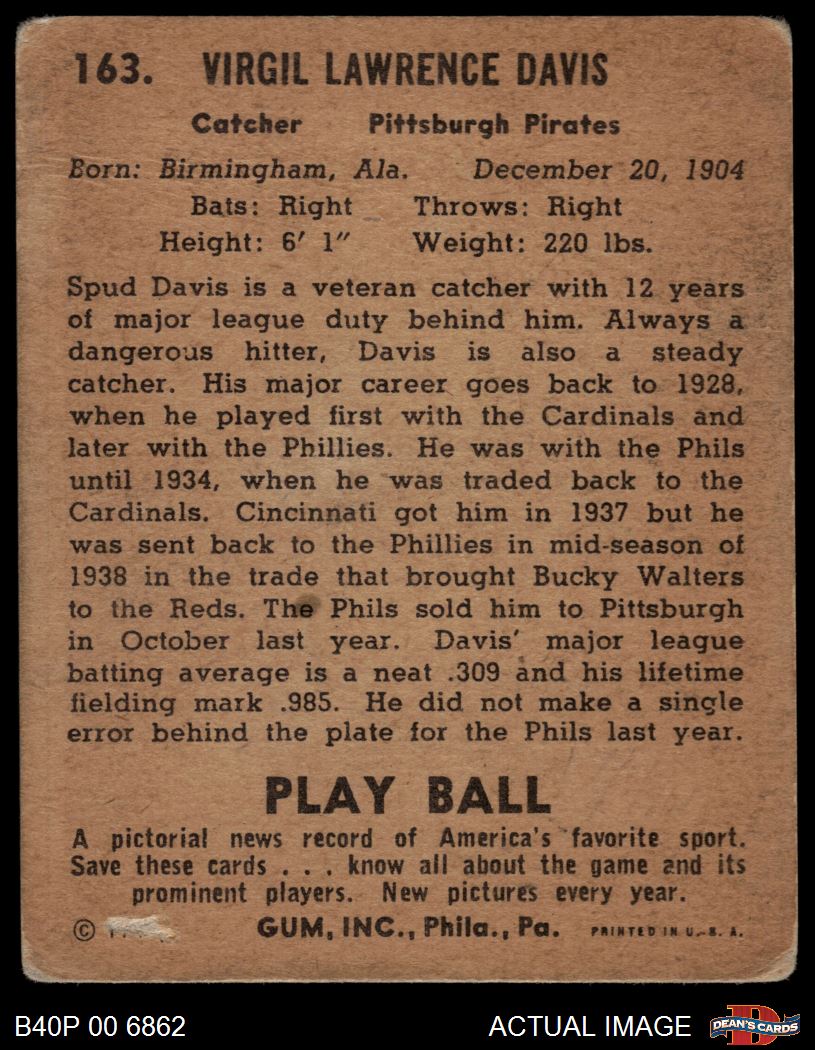 163. VIRGIL LAWRENCE DAVIS
Catcher Pittsburgh Pirates
Born: Birmingham, Ala. December 20, 1904
Bats: Right Throws: Right
Height: 6' 1" Weight: 220 lbs.
Spud Davis is a veteran catcher with 12 years
of major league duty behind him. Always a
dangerous hitter, Davis is also a steady
catcher. His major career goes back to 1928,
when he played first with the Cardinals and
later with the Phillies. He was with the Phils
until 1934, when he was traded back to the
Cardinals. Cincinnati got him in 1937 but he
was sent back to the Phillies in mid-season of
1938 in the trade that brought Bucky Walters
to the Reds. The Phils sold him to Pittsburgh
in October last year. Davis' major league
batting average is a neat .309 and his lifetime
fielding mark .985. He did not make a single
error behind the plate for the Phils last year.
PLAY BALL
A pictorial news record of America's favorite sport.
Save these cards . . . know all about the game and its
prominent players. New pictures every year.
© GUM, INC., Phila., Pa. PRINTED IN U. S. A.
B40P 00 6862 ACTUAL IMAGE DEAN'S CARDS